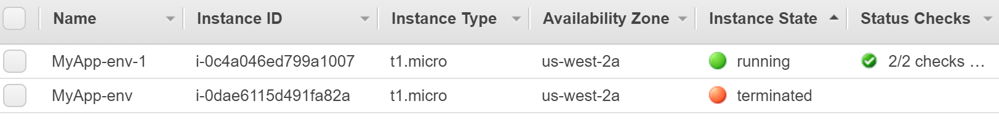 Name Instance ID Instance Type Availability Zone Instance State Status Checks
MyApp-env-1 i-0c4a046ed799a1007 t1.micro us-west-2a running 2/2 checks …
MyApp-env i-0dae6115d491fa82a t1.micro us-west-2a terminated